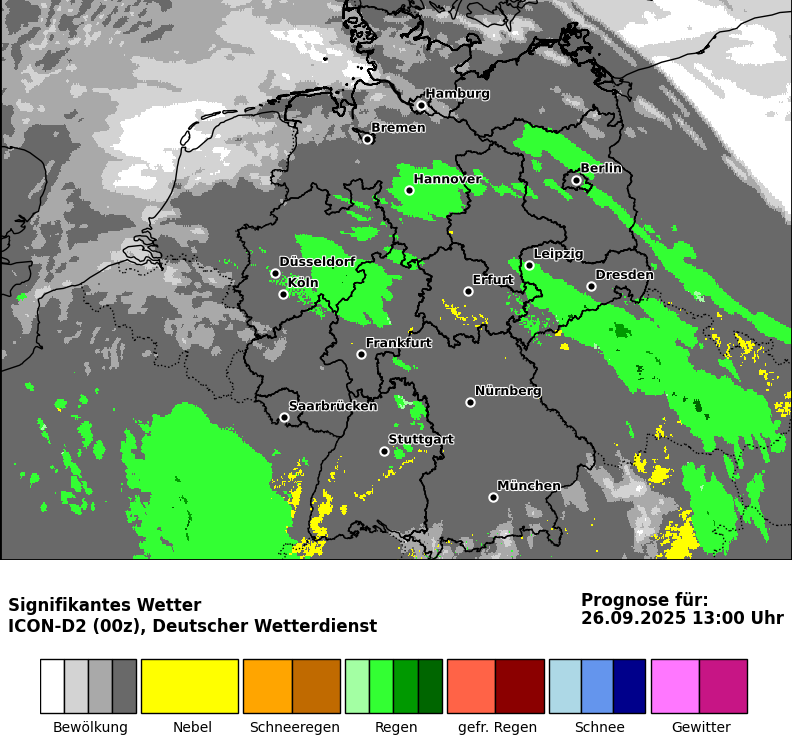 Hamburg
Bremen
Berlin
Hannover
Leipzig
Düsseldorf
Dresden
Köln
Erfurt
Frankfurt
Nürnberg
Saarbrücken
Stuttgart
München
Signifikantes Wetter
ICON-D2 (00z), Deutscher Wetterdienst
Prognose für:
26.09.2025 13:00 Uhr
Bewölkung
Nebel
Schneeregen
Regen
gefr. Regen
Schnee
Gewitter